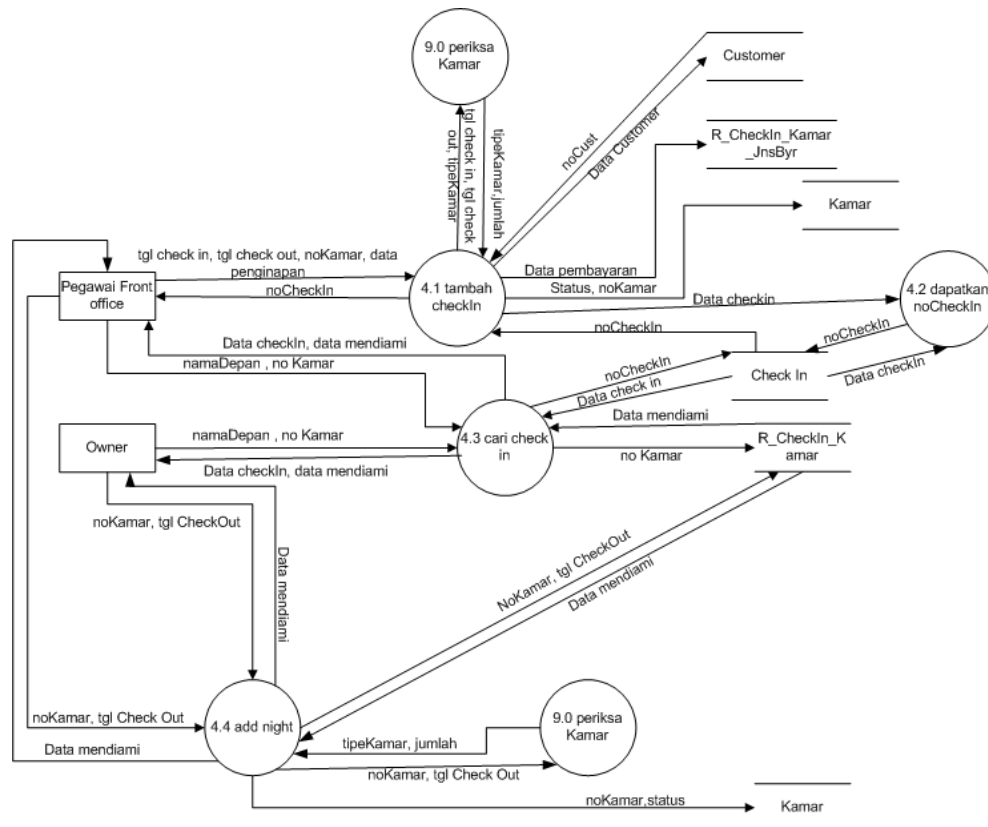 9.0 periksa
Kamar
Customer
R_CheckIn_Kamar
_JnsByr
Kamar
noCust
Data Customer
tgl check in, tgl check
out, tipeKamar
tipeKamar,jumlah
tgl check in, tgl check out, noKamar, data
penginapan
Pegawai Front
office
noCheckIn
4.1 tambah
checkIn
Data pembayaran
Status, noKamar
Data checkin
4.2 dapatkan
noCheckIn
noCheckIn
noCheckIn
Data checkIn, data mendiami
namaDepan , no Kamar
noCheckIn
Data check in
Check In
Data checkIn
Data mendiami
Owner
namaDepan , no Kamar
Data checkIn, data mendiami
4.3 cari check
in
no Kamar
R_CheckIn_K
amar
noKamar, tgl CheckOut
Data mendiami
NoKamar, tgl CheckOut
Data mendiami
noKamar, tgl Check Out
Data mendiami
4.4 add night
9.0 periksa
Kamar
tipeKamar, jumlah
noKamar, tgl Check Out
noKamar,status
Kamar